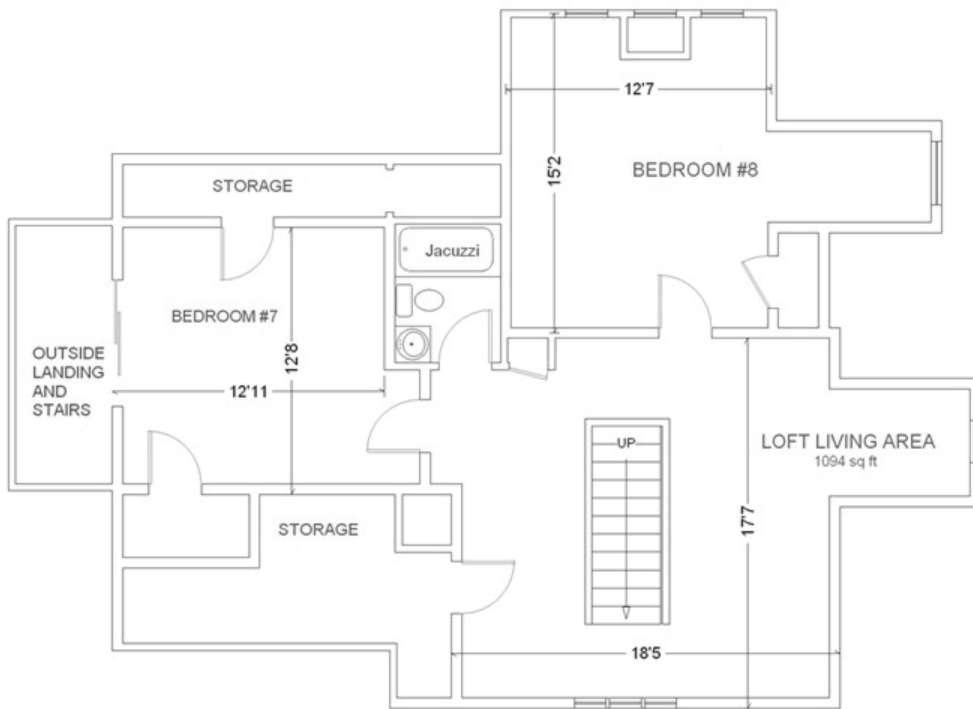 12'7
15'2
BEDROOM #8
STORAGE
Jacuzzi
BEDROOM #7
OUTSIDE
LANDING
AND
STAIRS
12'8
12'11
UP
LOFT LIVING AREA
1094 sq ft
17'7
STORAGE
18'5